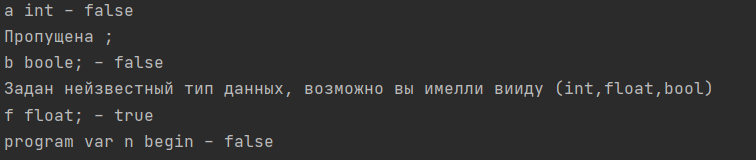 a int – false
Пропущена ;
b boole; – false
Задан нейзвестный тип данных, возможно вы имелли вииду (int,float,bool)
f float; – true
program var n begin – false